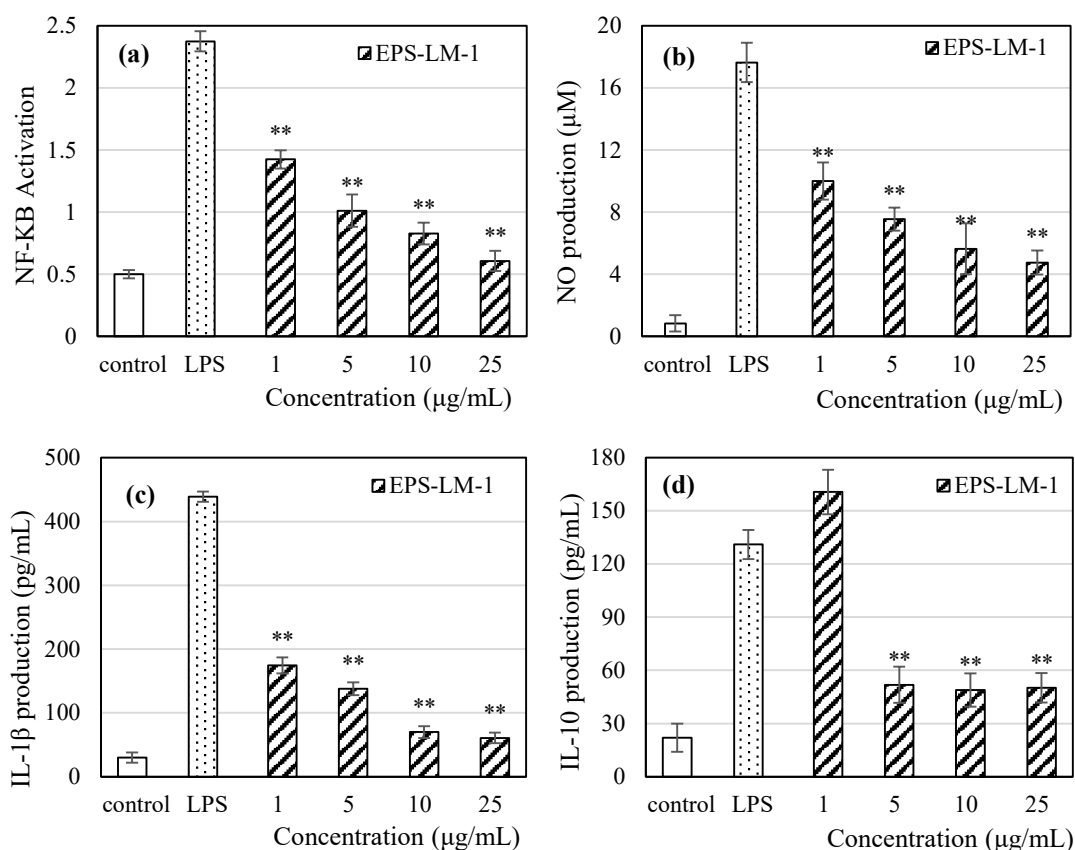 (a)
EPS-LM-1
NF-KB Activation
2.5
2
1.5
1
0.5
0
**
**
**
**
control LPS 1 5 10 25
Concentration (μg/mL)
(b)
EPS-LM-1
NO production (μM)
20
16
12
8
4
0
**
**
**
**
control LPS 1 5 10 25
Concentration (μg/mL)
(c)
EPS-LM-1
IL-1β production (pg/mL)
500
400
300
200
100
0
**
**
**
**
control LPS 1 5 10 25
Concentration (μg/mL)
(d)
EPS-LM-1
IL-10 production (pg/mL)
180
150
120
90
60
30
0
**
**
**
control LPS 1 5 10 25
Concentration (μg/mL)